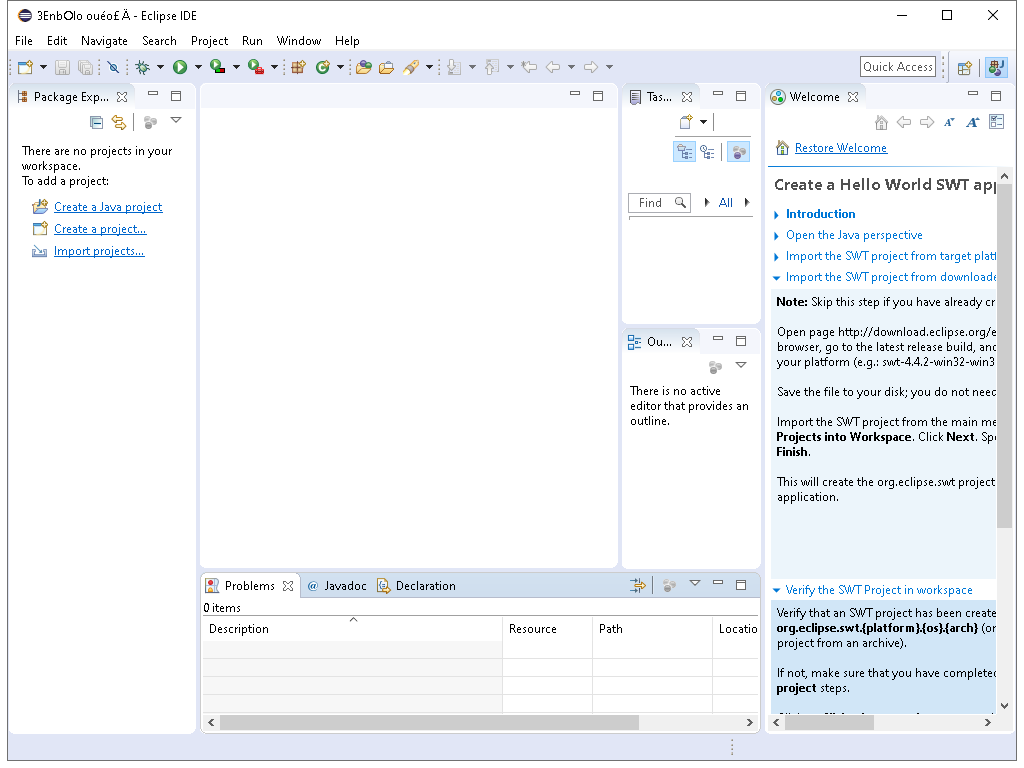 3EnbOlo ouéo£Ä - Eclipse IDE
File Edit Navigate Search Project Run Window Help
Quick Access
Package Exp...
There are no projects in your
workspace.
To add a project:
Create a Java project
Create a project...
Import projects...
Tas...
Find
All
Ou...
There is no active
editor that provides an
outline.
Welcome
Restore Welcome
Create a Hello World SWT app
Introduction
Open the Java perspective
Import the SWT project from target platf
Import the SWT project from downloade
Note: Skip this step if you have already cr
Open page http://download.eclipse.org/e
browser, go to the latest release build, and
your platform (e.g.: swt-4.4.2-win32-win3
Save the file to your disk; you do not need
Import the SWT project from the main me
Projects into Workspace. Click Next. Spe
Finish.
This will create the org.eclipse.swt project
application.
Verify the SWT Project in workspace
Verify that an SWT project has been create
org.eclipse.swt.{platform}.{os}.{arch} (or
project from an archive).
If not, make sure that you have completed
project steps.
Problems @ Javadoc Declaration
0 items
Description Resource Path Locatio